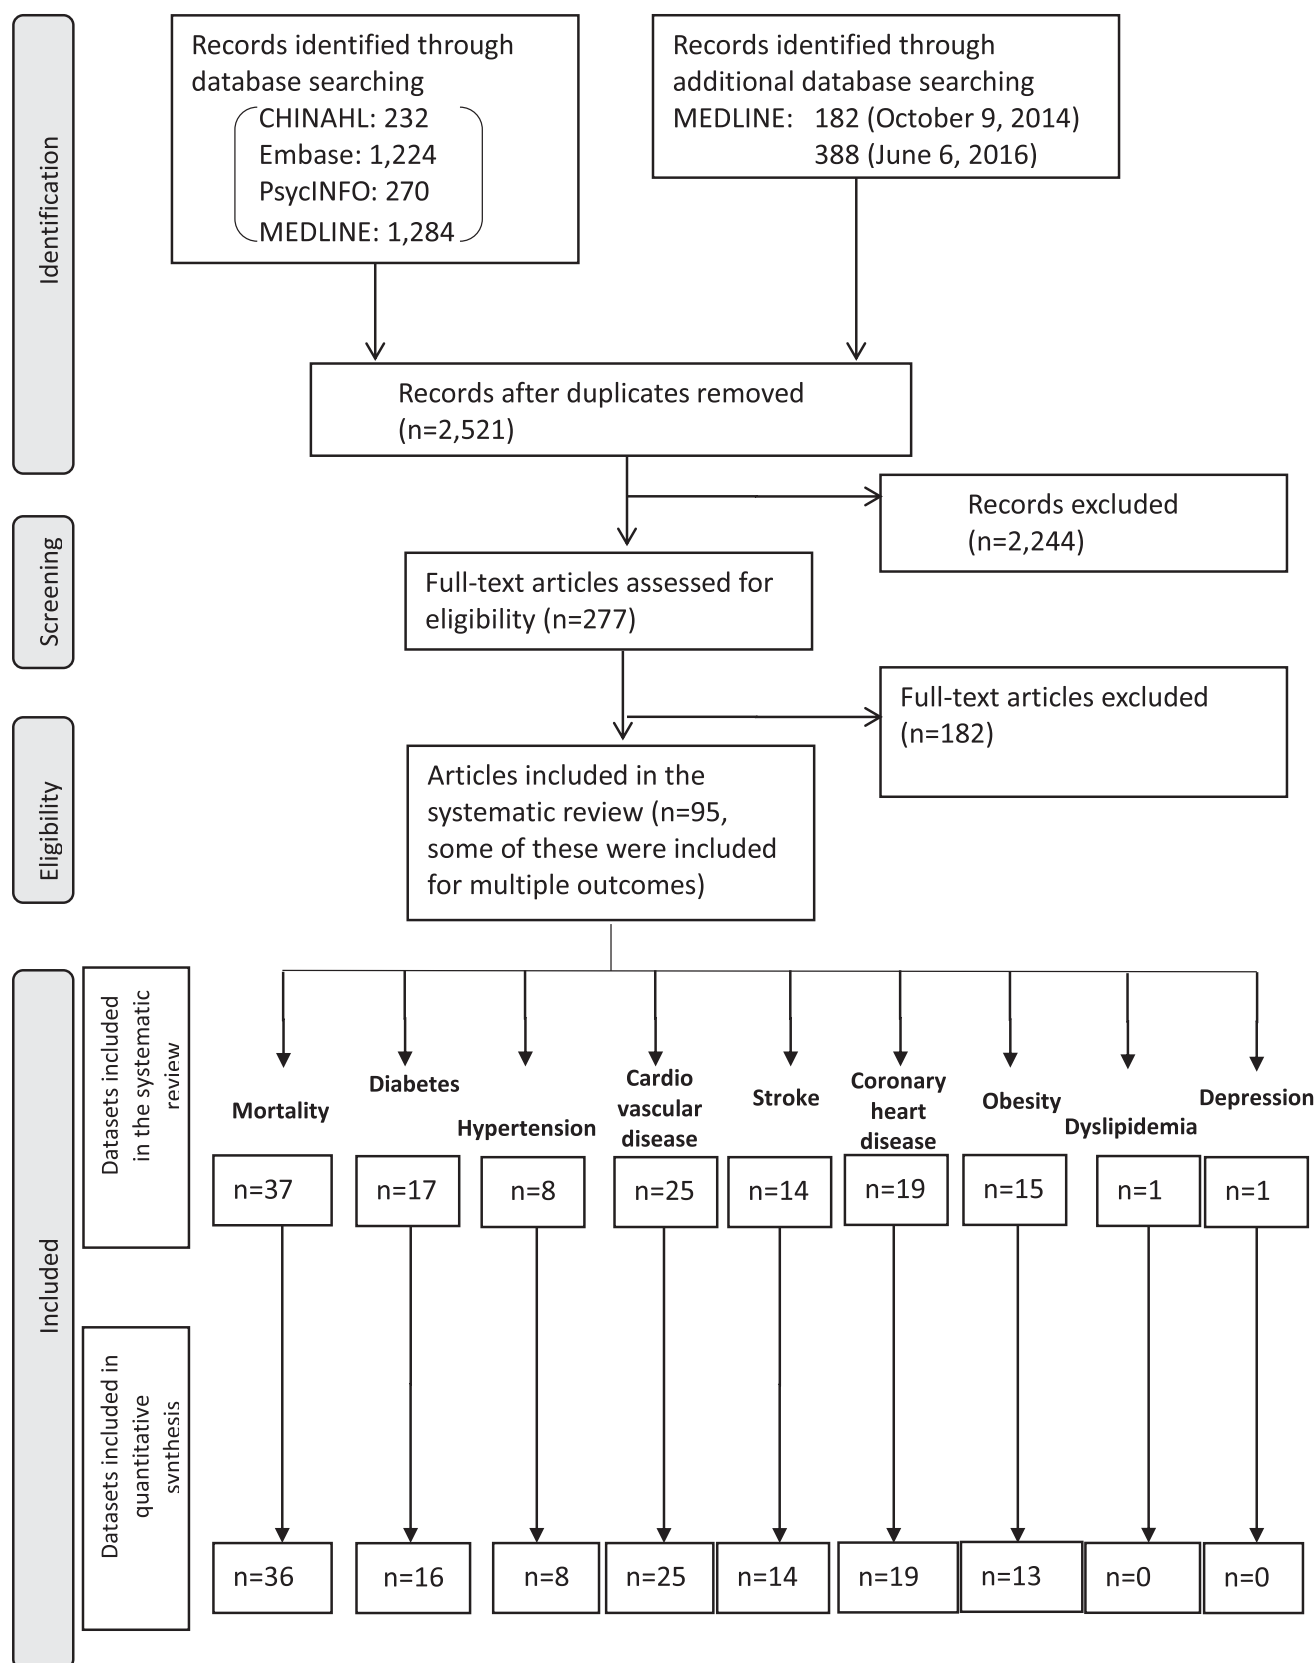 Identification
Records identified through
database searching
CHINAHL: 232
Embase: 1,224
PsycINFO: 270
MEDLINE: 1,284
Records identified through
additional database searching
MEDLINE: 182 (October 9, 2014)
388 (June 6, 2016)
Records after duplicates removed
(n=2,521)
Records excluded
(n=2,244)
Screening
Full-text articles assessed for
eligibility (n=277)
Full-text articles excluded
(n=182)
Eligibility
Articles included in the
systematic review (n=95,
some of these were included
for multiple outcomes)
Included
Datasets included
in the systematic
review
Mortality
Diabetes
Hypertension
Cardio
vascular
disease
Stroke
Coronary
heart
disease
Obesity
Dyslipidemia
Depression
n=37
n=17
n=8
n=25
n=14
n=19
n=15
n=1
n=1
Datasets included in
quantitative
synthesis
n=36
n=16
n=8
n=25
n=14
n=19
n=13
n=0
n=0